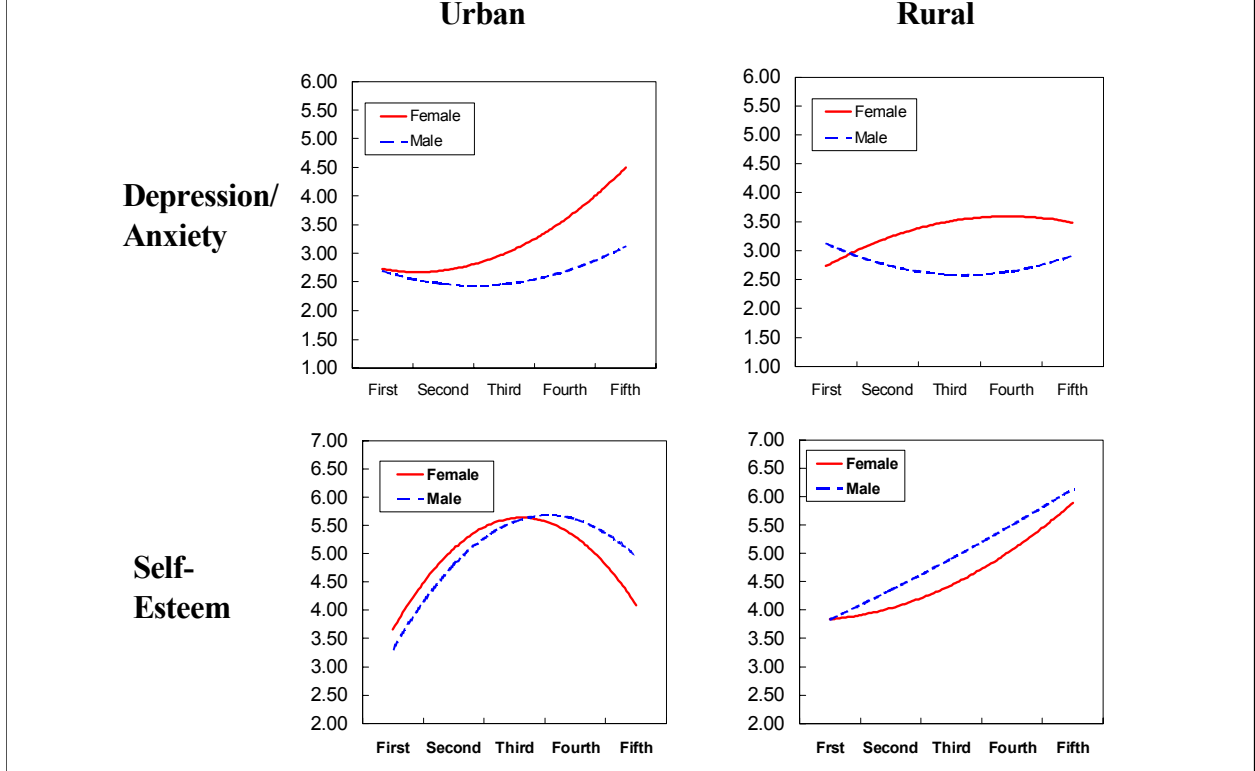 Urban Rural
Depression/
Anxiety
6.00
5.50
5.00
4.50
4.00
3.50
3.00
2.50
2.00
1.50
1.00
Female
Male
First Second Third Fourth Fifth
6.00
5.50
5.00
4.50
4.00
3.50
3.00
2.50
2.00
1.50
1.00
Female
Male
First Second Third Fourth Fifth
Self-
Esteem
7.00
6.50
6.00
5.50
5.00
4.50
4.00
3.50
3.00
2.50
2.00
Female
Male
First Second Third Fourth Fifth
7.00
6.50
6.00
5.50
5.00
4.50
4.00
3.50
3.00
2.50
2.00
Female
Male
Frst Second Third Fourth Fifth